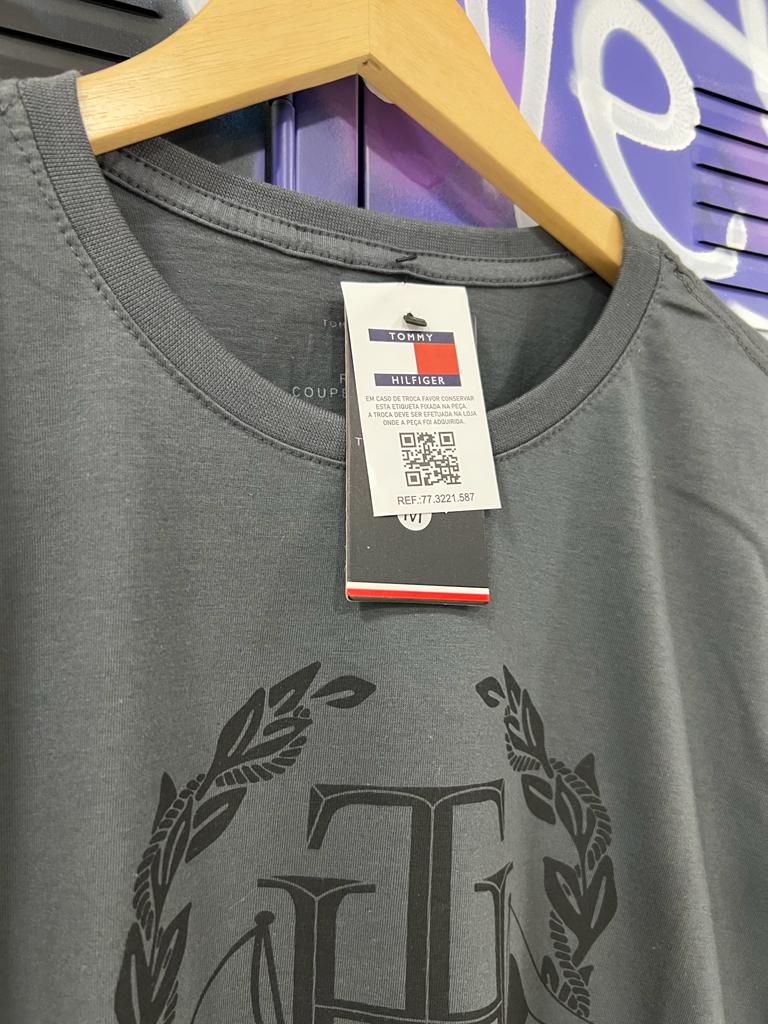 TOMMY
HILFIGER
EM CASO DE TROCA FAVOR CONSERVAR
ESTA ETIQUETA FIXADA NA PEÇA.
A TROCA DEVE SER EFETUADA NA LOJA
ONDE A PEÇA FOI ADQUIRIDA.
REF.:77.3221.587
TH